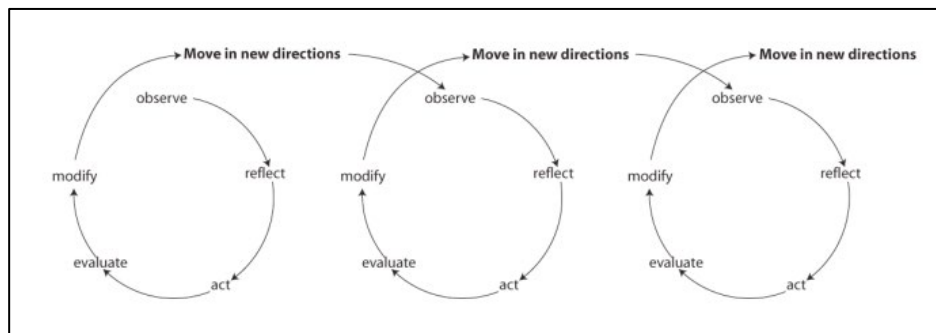 Move in new directions
observe
reflect
act
evaluate
modify
Move in new directions
observe
reflect
act
evaluate
modify
Move in new directions
observe
reflect
act
evaluate
modify